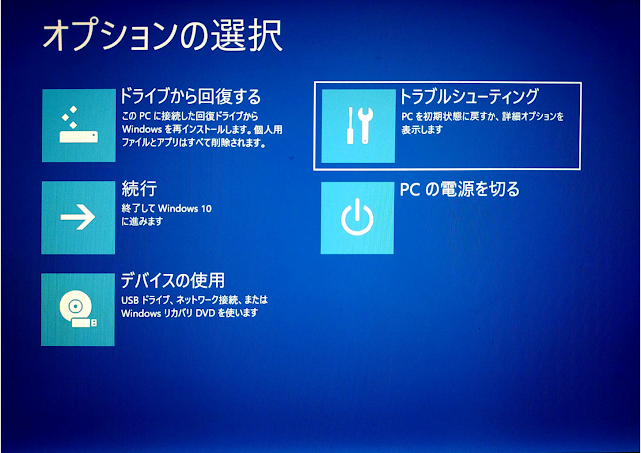 オプションの選択
ドライブから回復する
この PC に接続した回復ドライブから
Windows を再インストールします。個人用
ファイルとアプリはすべて削除されます。
続行
終了して Windows 10
に進みます
デバイスの使用
USB ドライブ、ネットワーク接続、または
Windows リカバリ DVD を使います
トラブルシューティング
PC を初期状態に戻すか、詳細オプションを
表示します
PC の電源を切る